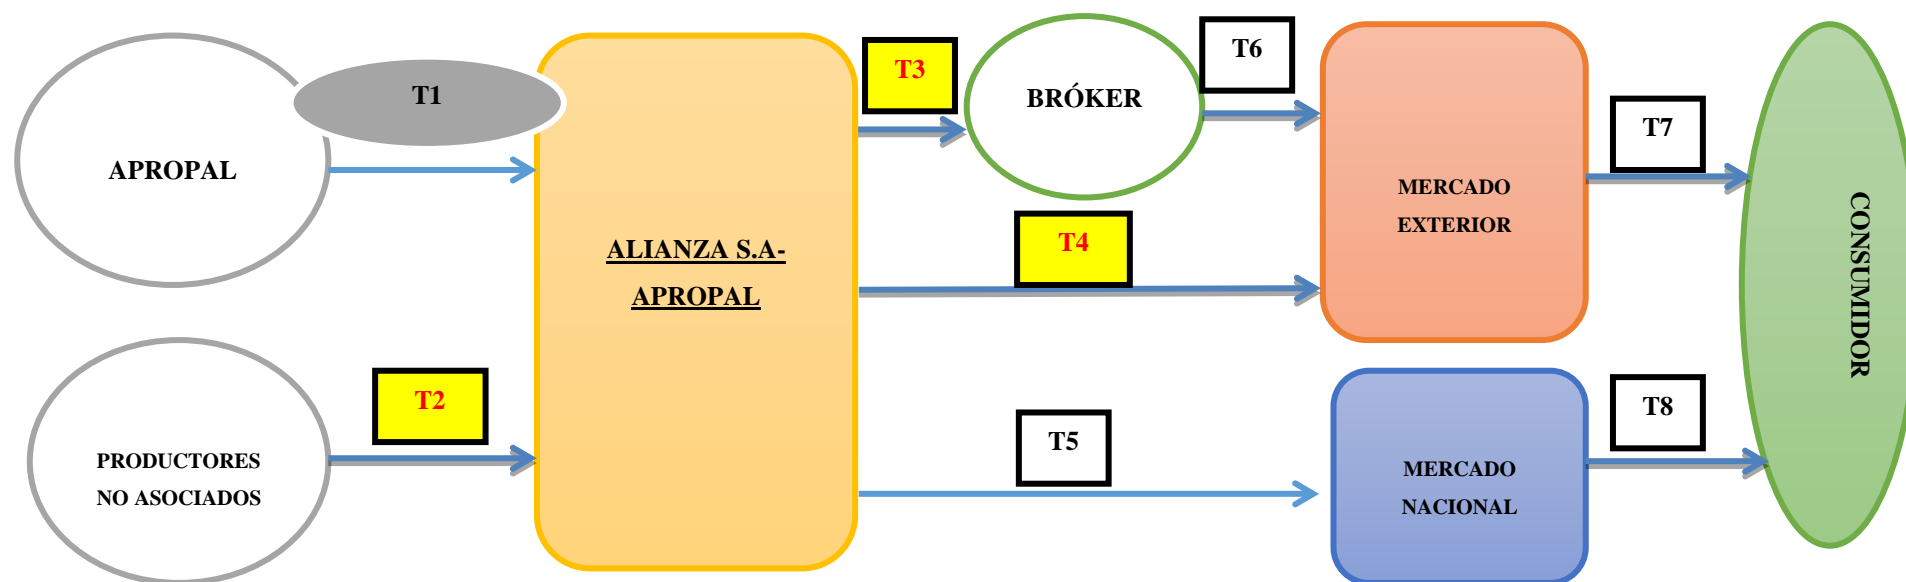 T1
APROPAL
T2
PRODUCTORES
NO ASOCIADOS
ALIANZA S.A-
APROPAL
T3
BRÓKER
T6
T4
T5
MERCADO
EXTERIOR
MERCADO
NACIONAL
T7
T8
CONSUMIDOR